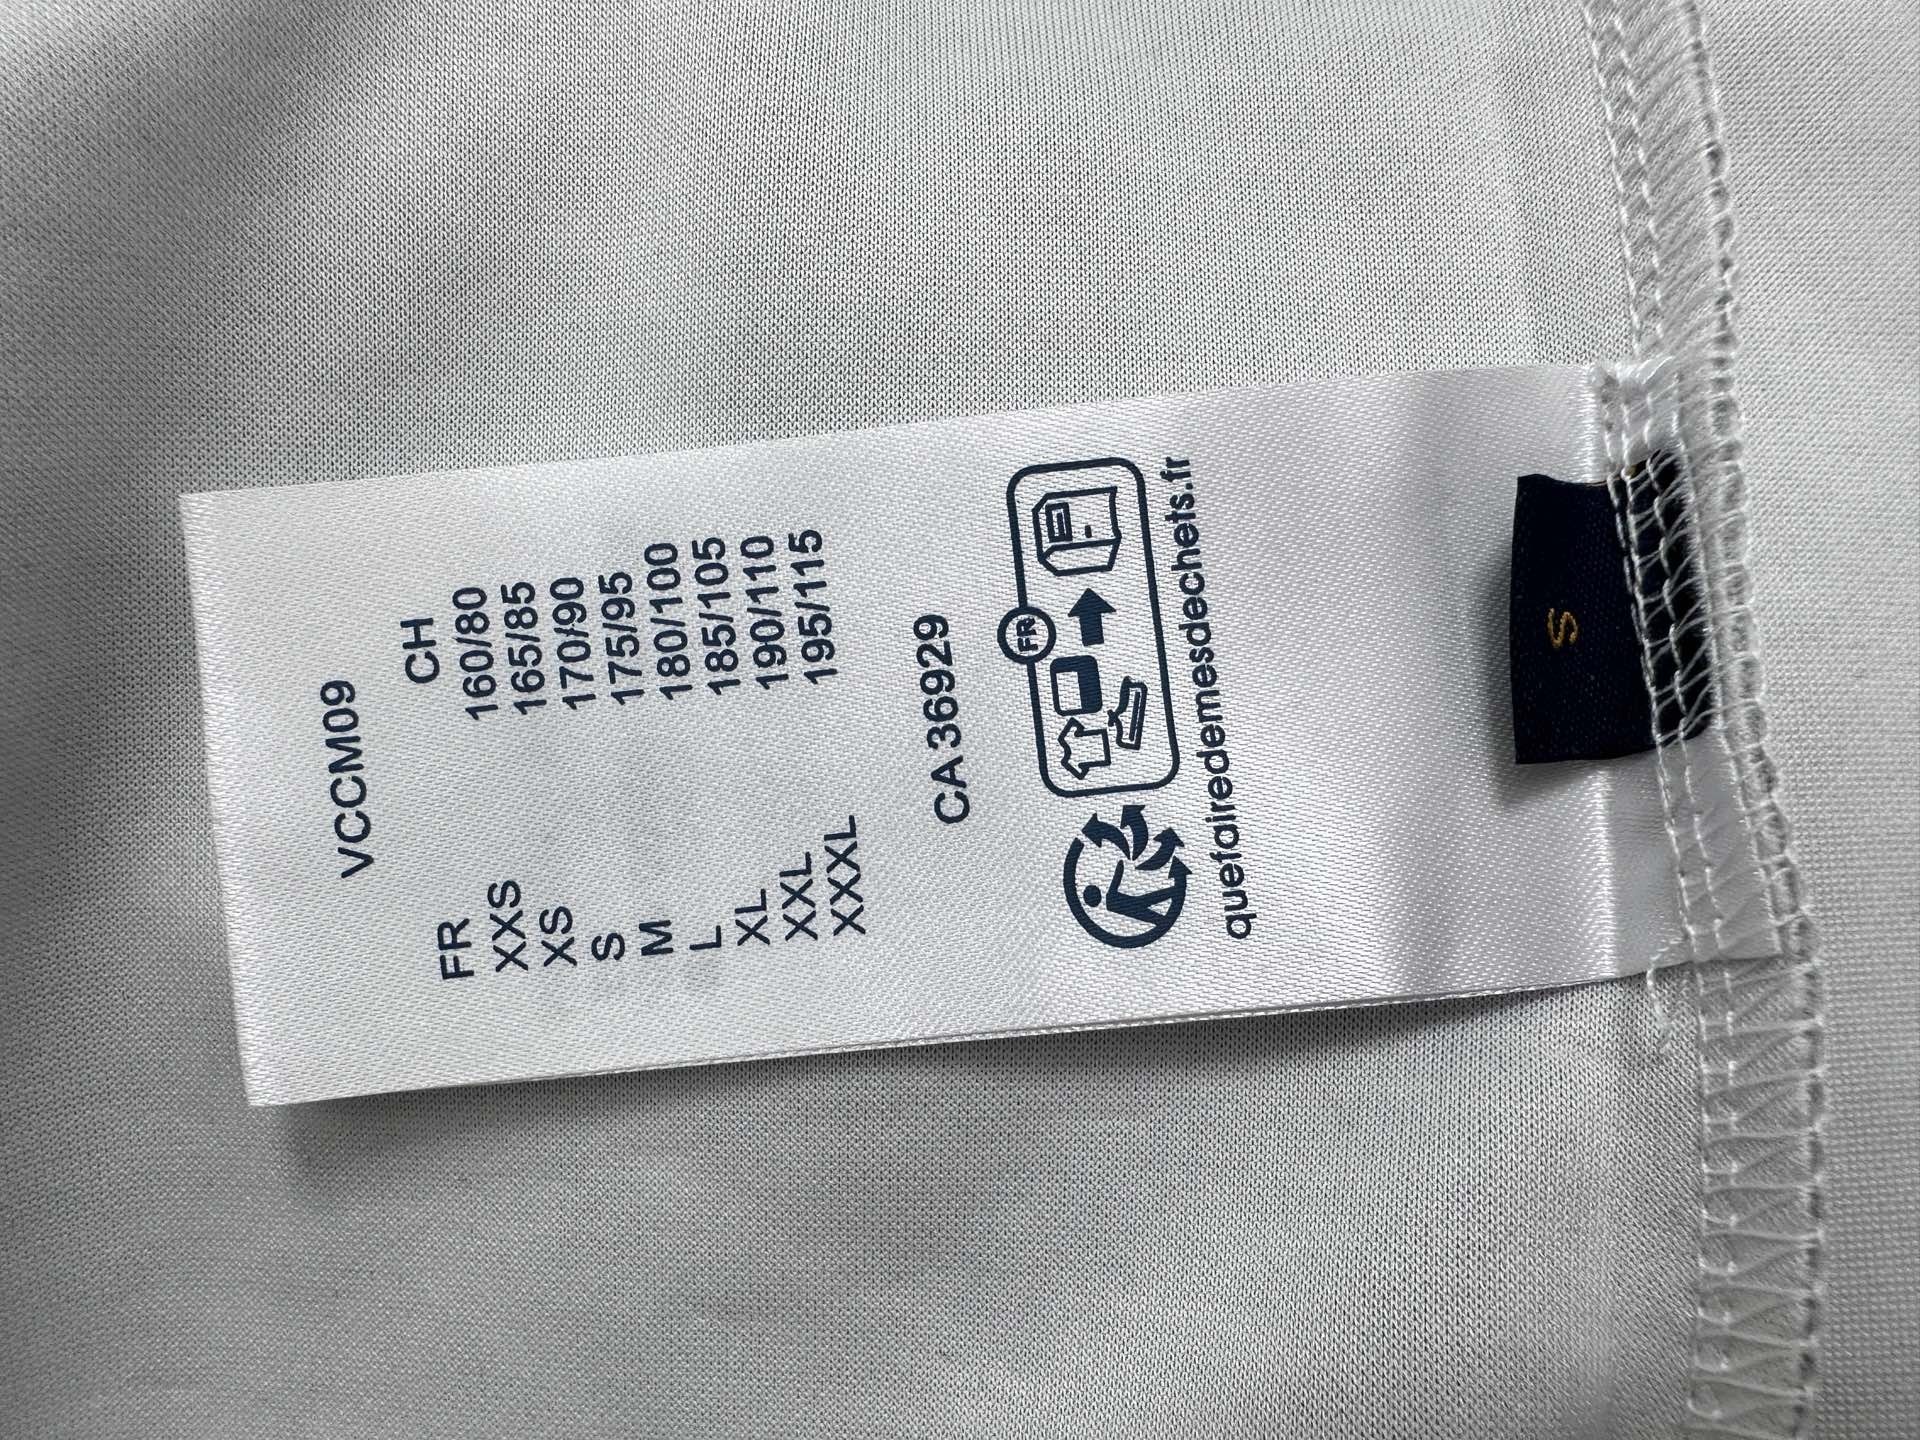 VCCM09
FR CH
XXS 160/80
XS 165/85
S 170/90
M 175/95
L 180/100
XL 185/105
XXL 190/110
XXXL 195/115
CA 36929
FR
quefairedemesdechets.fr
S